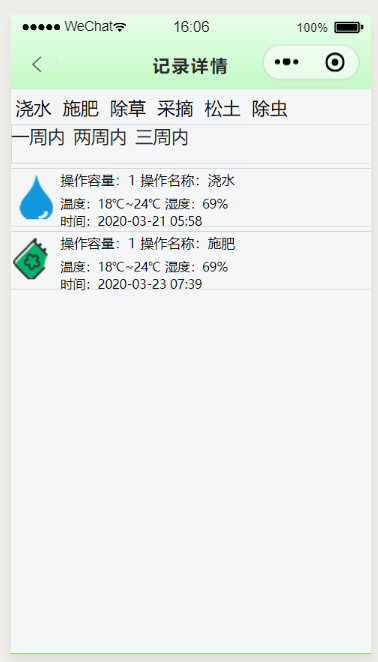 WeChat 16:06 100%
记录详情
浇水 施肥 除草 采摘 松土 除虫
一周内 两周内 三周内
操作容量：1 操作名称：浇水
温度：18℃~24℃ 湿度：69%
时间：2020-03-21 05:58
操作容量：1 操作名称：施肥
温度：18℃~24℃ 湿度：69%
时间：2020-03-23 07:39